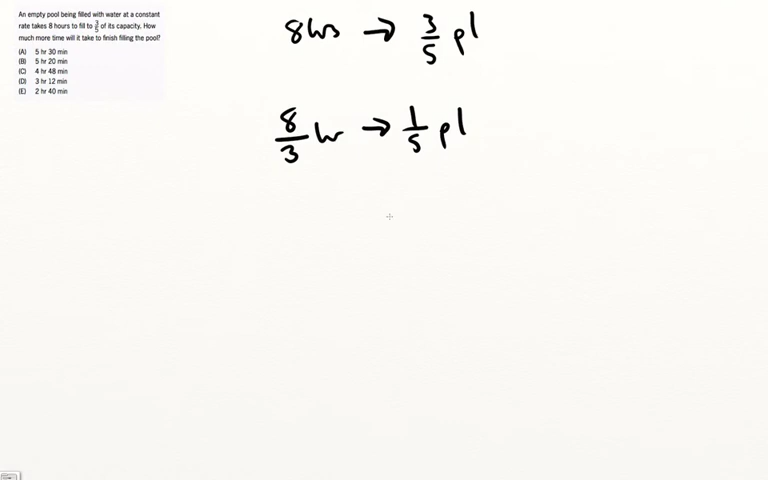 An empty pool being filled with water at a constant
rate takes 8 hours to fill to 3/5 of its capacity. How
much more time will it take to finish filling the pool?
(A) 5 hr 30 min
(B) 5 hr 20 min
(C) 4 hr 48 min
(D) 3 hr 12 min
(E) 2 hr 40 min
8hrs → 3/5 pl
8/3 hr → 1/5 pl